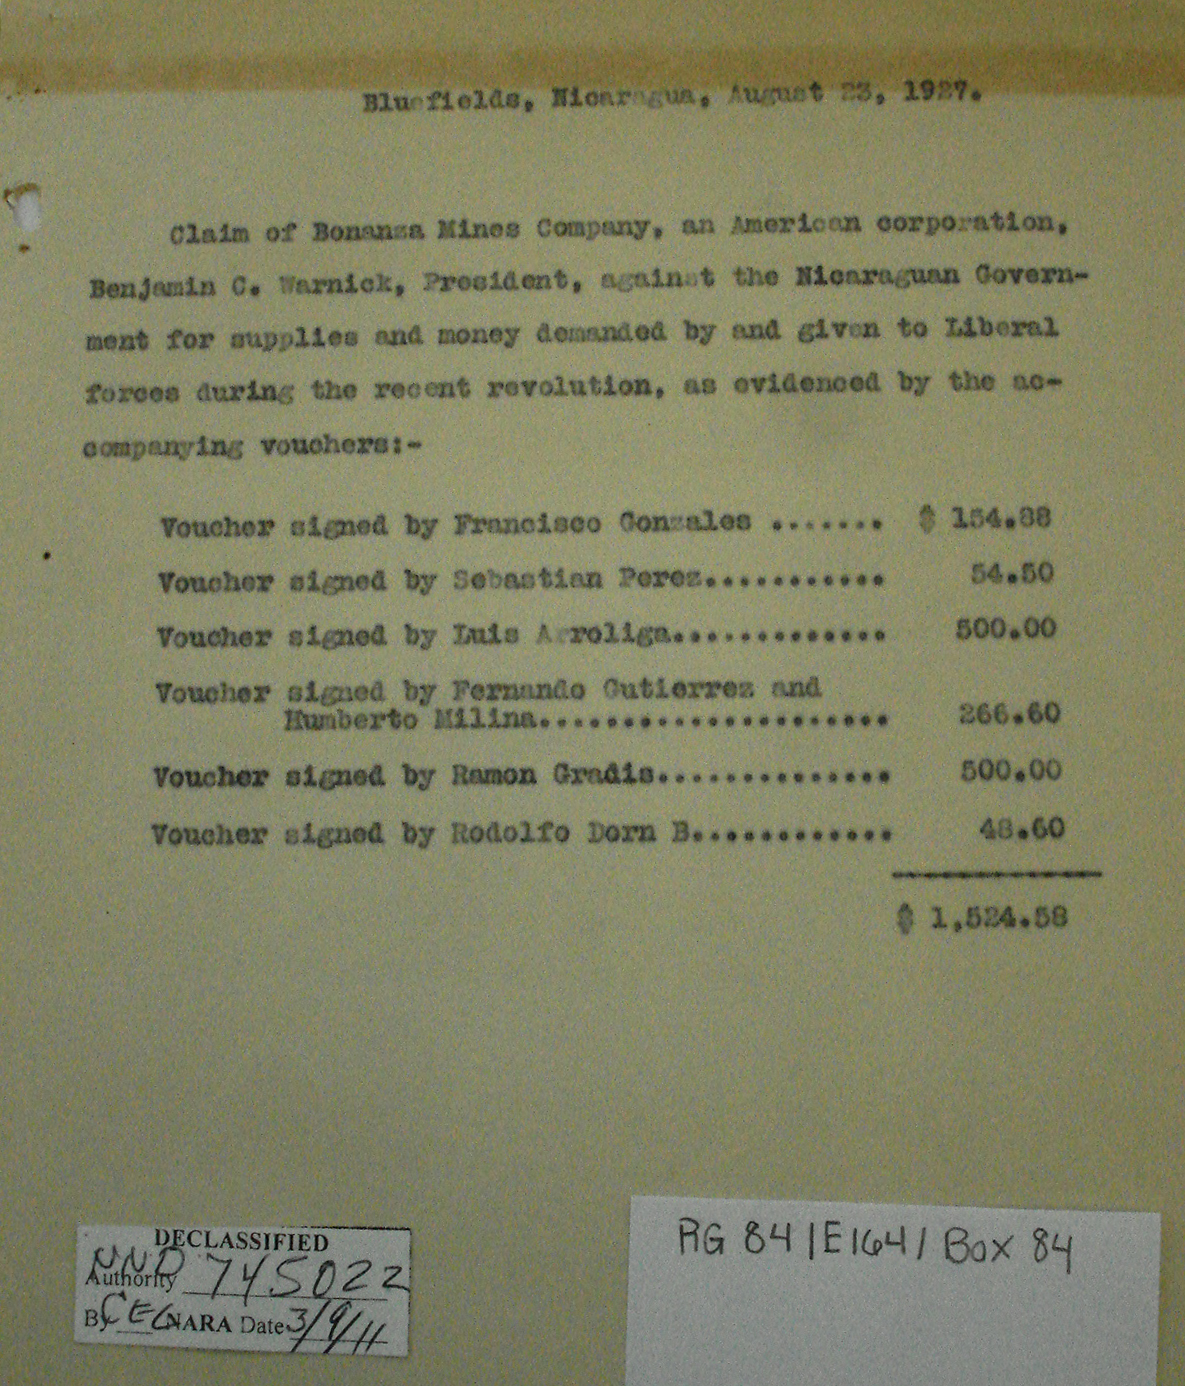 Bluefields, Nicaragua, August 23, 1927.
Claim of Bonanza Mines Company, an American corporation,
Benjamin C. Warnick, President, against the Nicaraguan Govern-
ment for supplies and money demanded by and given to Liberal
forces during the recent revolution, as evidenced by the ac-
companying vouchers:-
Voucher signed by Francisco Gonzales ....... $ 154.88
Voucher signed by Sebastian Perez........... 54.50
Voucher signed by Luis Arroliga............. 500.00
Voucher signed by Fernando Gutierrez and
Humberto Milina..................... 266.60
Voucher signed by Ramon Gradis.............. 500.00
Voucher signed by Rodolfo Dorn B............ 48.60
$ 1,524.58
DECLASSIFIED
Authority NND 745022
By CEG NARA Date 3/9/11
RG 84/E164/ Box 84